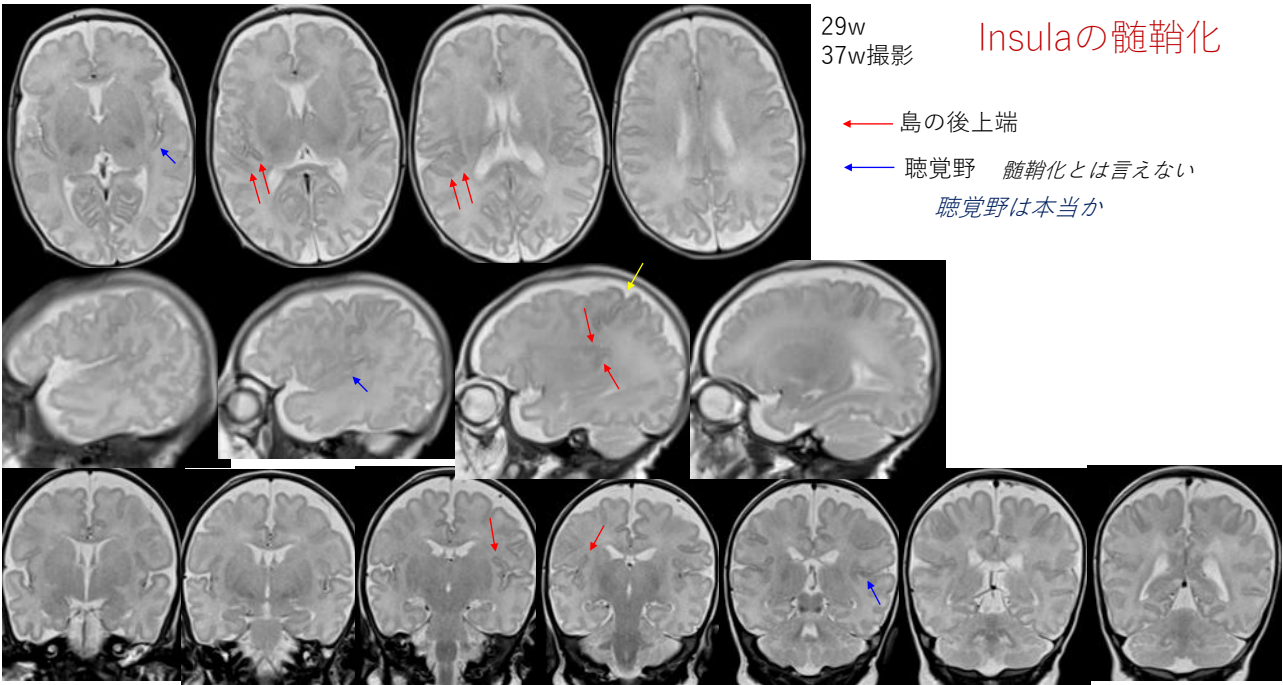 29w
37w撮影
Insulaの髄鞘化
島の後上端
聴覚野 髄鞘化とは言えない
聴覚野は本当か